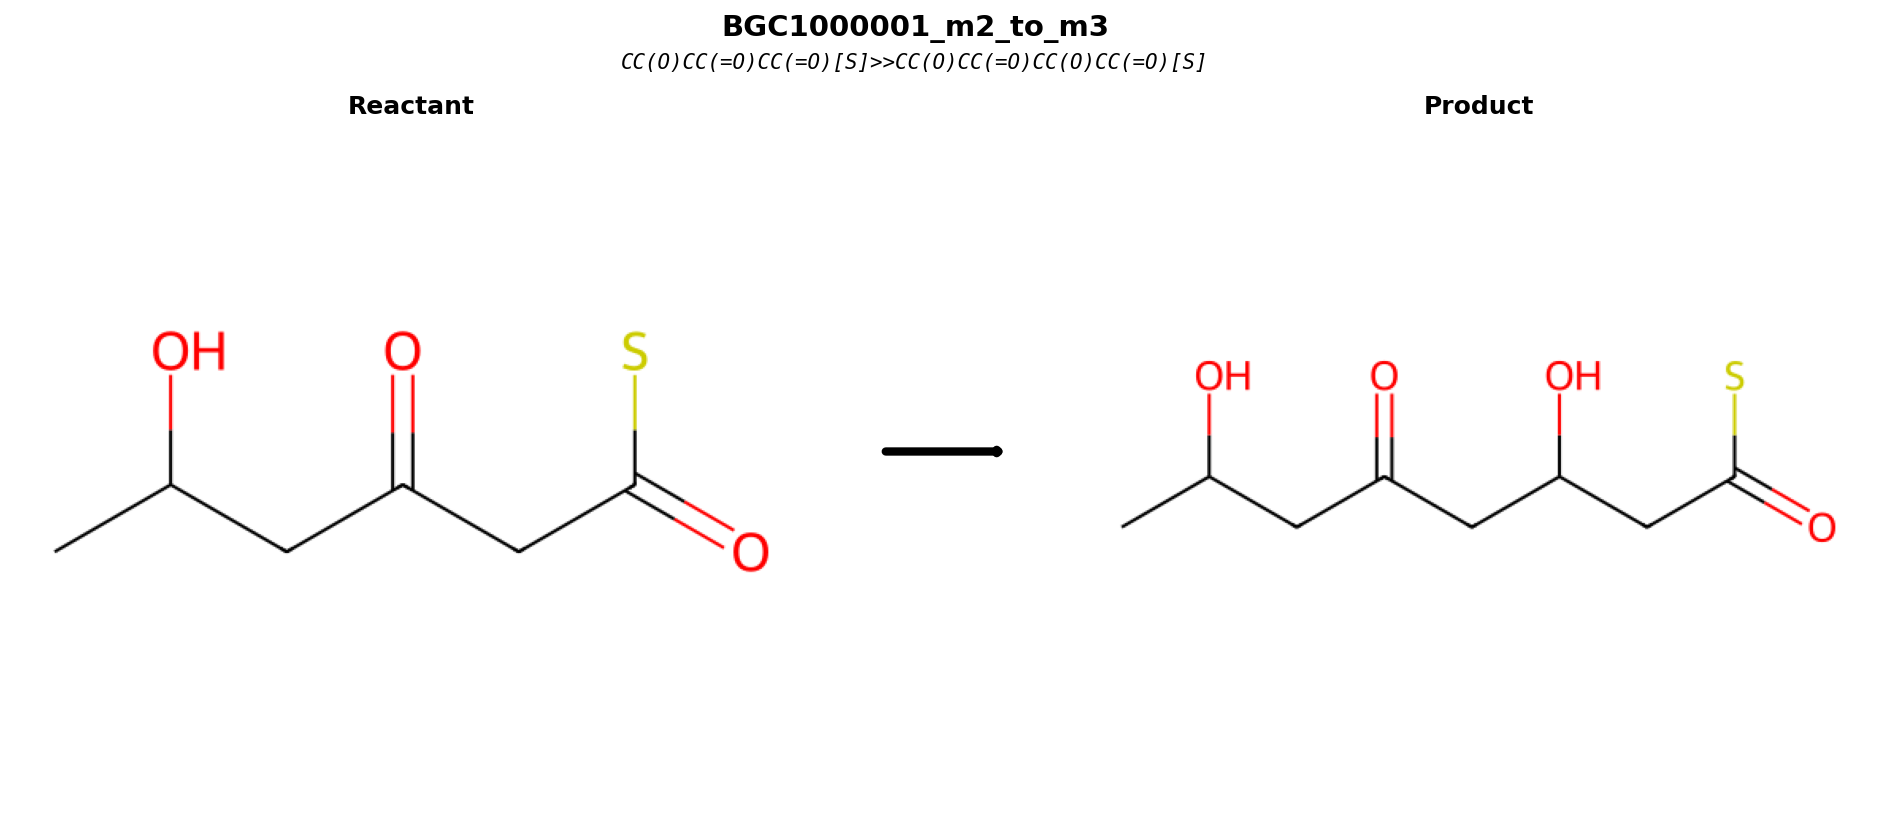 BGC1000001_m2_to_m3
CC(O)CC(=O)CC(=O)[S]>>CC(O)CC(=O)CC(O)CC(=O)[S]
Reactant
Product
OH O S
O
OH O OH S
O